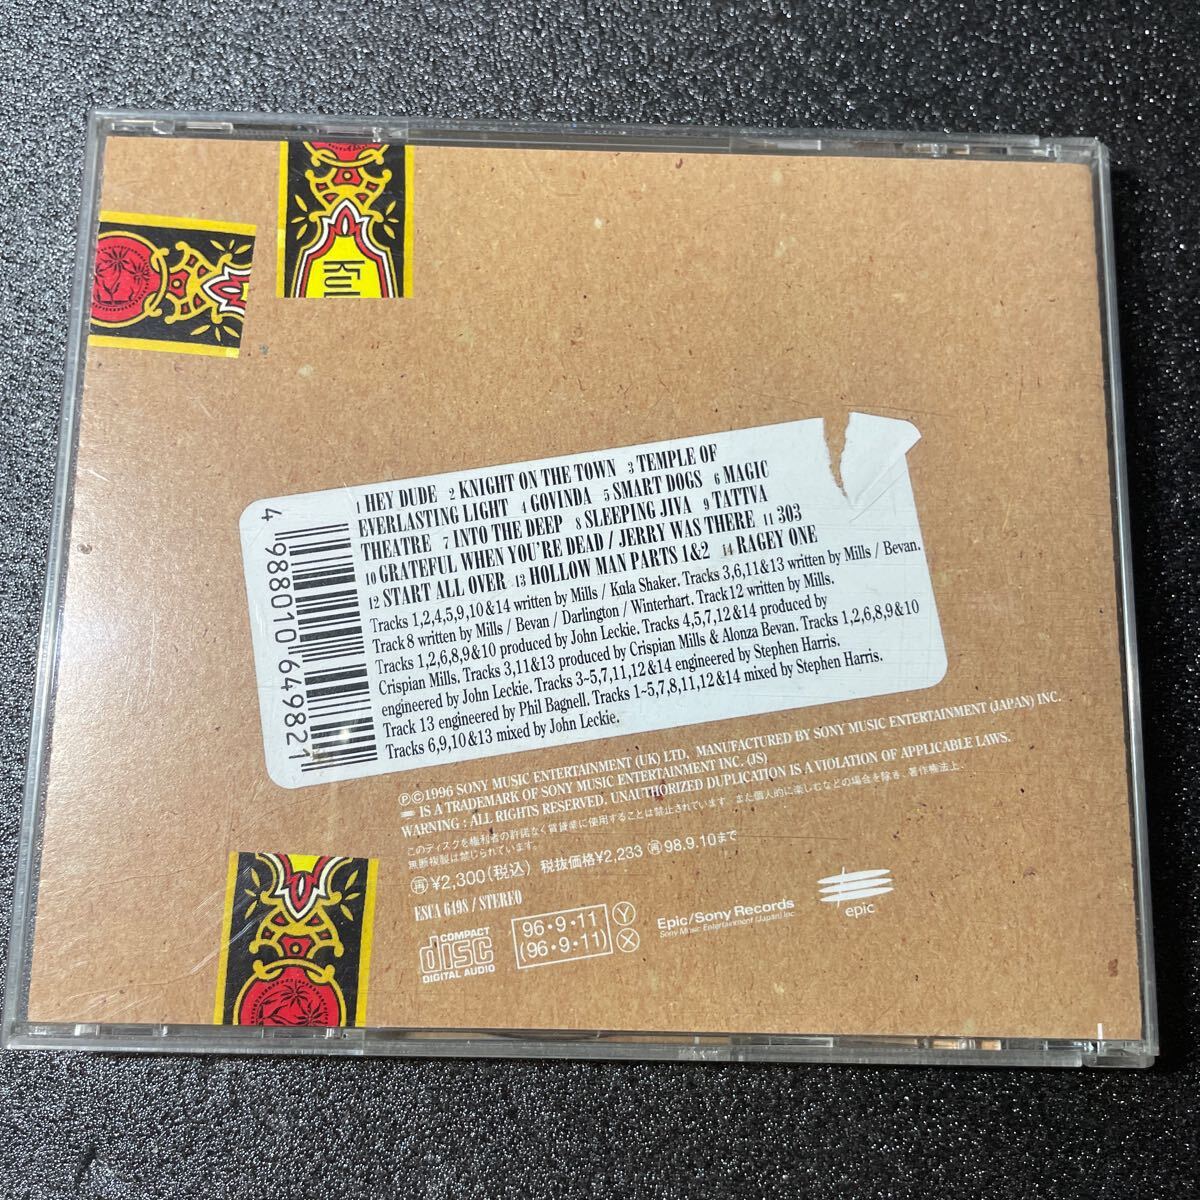 Kul
1 HEY DUDE 2 KNIGHT ON THE TOWN 3 TEMPLE OF
EVERLASTING LIGHT 4 GOVINDA 5 SMART DOGS 6 MAGIC
THEATRE 7 INTO THE DEEP 8 SLEEPING JIVA 9 TATTVA
10 GRATEFUL WHEN YOU'RE DEAD / JERRY WAS THERE 11 303
12 START ALL OVER 13 HOLLOW MAN PARTS 1&2 14 RAGEY ONE
Tracks 1,2,4,5,9,10&14 written by Mills / Kula Shaker. Tracks 3,6,11&13 written by Mills / Bevan.
Track 8 written by Mills / Bevan / Darlington / Winterhart. Track 12 written by Mills.
Tracks 1,2,6,8,9&10 produced by John Leckie. Tracks 4,5,7,12&14 produced by
Crispian Mills. Tracks 3,11&13 produced by Crispian Mills & Alonza Bevan. Tracks 1,2,6,8,9&10
engineered by John Leckie. Tracks 3~5,7,11,12&14 engineered by Stephen Harris.
Track 13 engineered by Phil Bagnell. Tracks 1~5,7,8,11,12&14 mixed by Stephen Harris.
Tracks 6,9,10&13 mixed by John Leckie.
4 988010 649821
Ⓟ©1996 SONY MUSIC ENTERTAINMENT (UK) LTD. MANUFACTURED BY SONY MUSIC ENTERTAINMENT (JAPAN) INC.
IS A TRADEMARK OF SONY MUSIC ENTERTAINMENT INC. (JS)
WARNING : ALL RIGHTS RESERVED. UNAUTHORIZED DUPLICATION IS A VIOLATION OF APPLICABLE LAWS.
このディスクを権利者の許諾なく賃貸業に使用することは禁止されています。また個人的に楽しむなどの場合を除き、著作権法上、
無断複製は禁じられています。
㊣¥2,300(税込) 税抜価格¥2,233 ㊣98.9.10まで
ESCA 6498 / STEREO
COMPACT
disc
DIGITAL AUDIO
96・9・11 Y
(96・9・11) X
Epic/Sony Records
Sony Music Entertainment (Japan) Inc.
epic